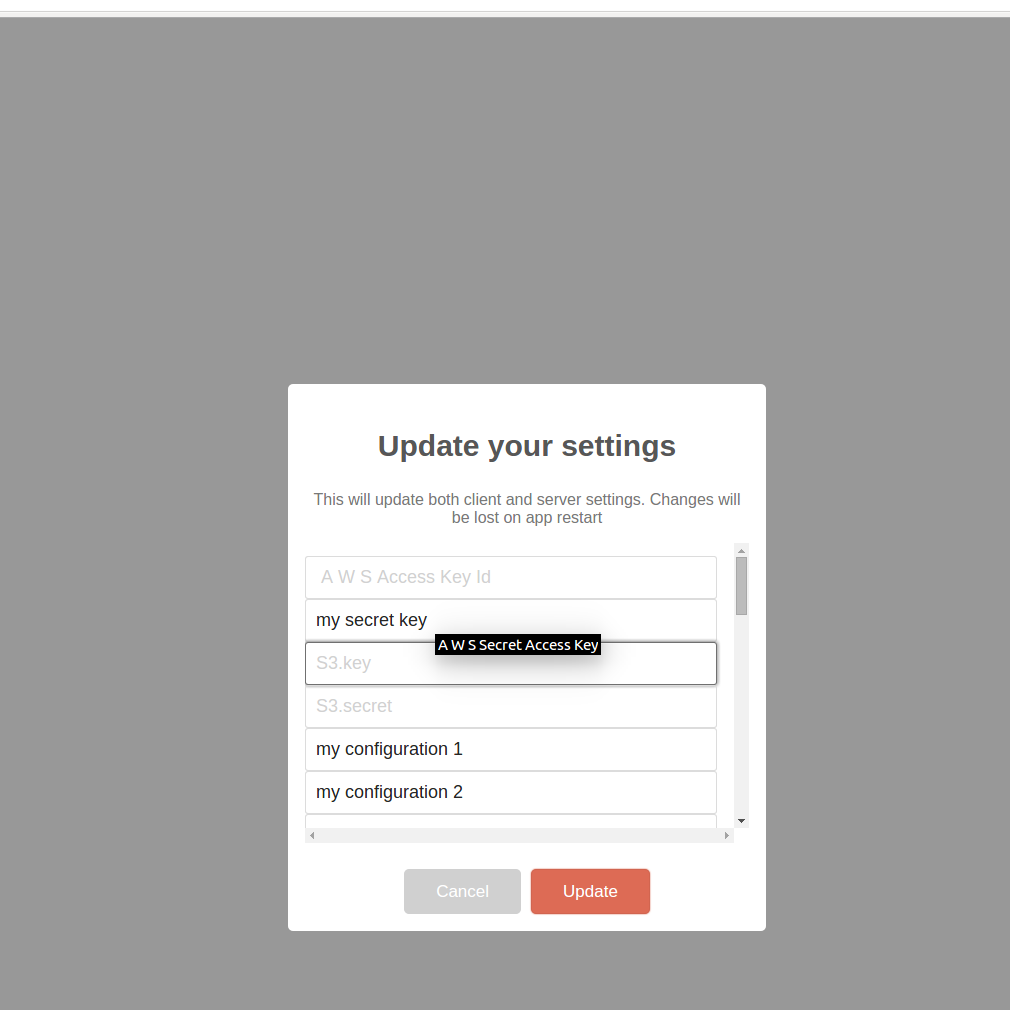 Update your settings
This will update both client and server settings. Changes will
be lost on app restart
A W S Access Key Id
my secret key
A W S Secret Access Key
S3.key
S3.secret
my configuration 1
my configuration 2
Cancel
Update